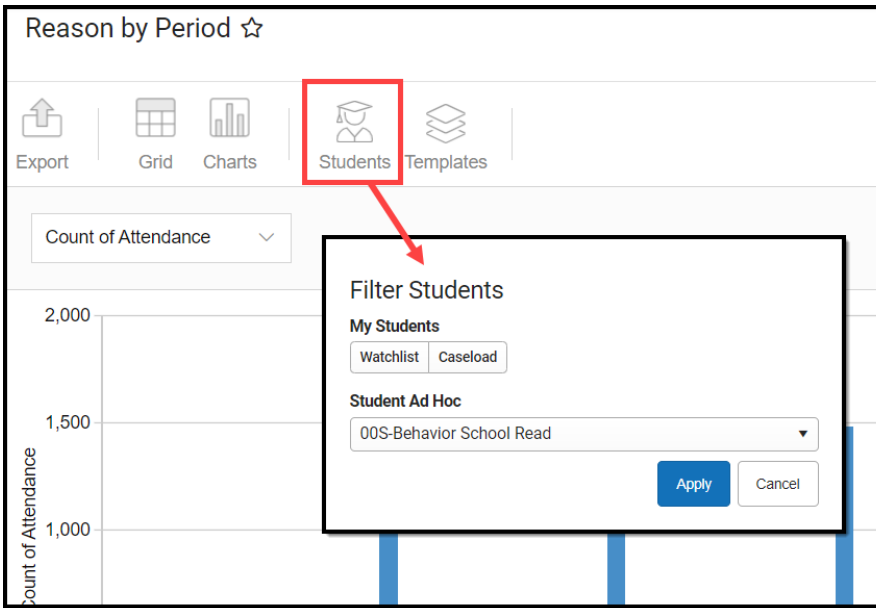 Reason by Period
Export Grid Charts Students Templates
Count of Attendance
2,000
1,500
1,000
Count of Attendance
Filter Students
My Students
Watchlist Caseload
Student Ad Hoc
00S-Behavior School Read
Apply Cancel